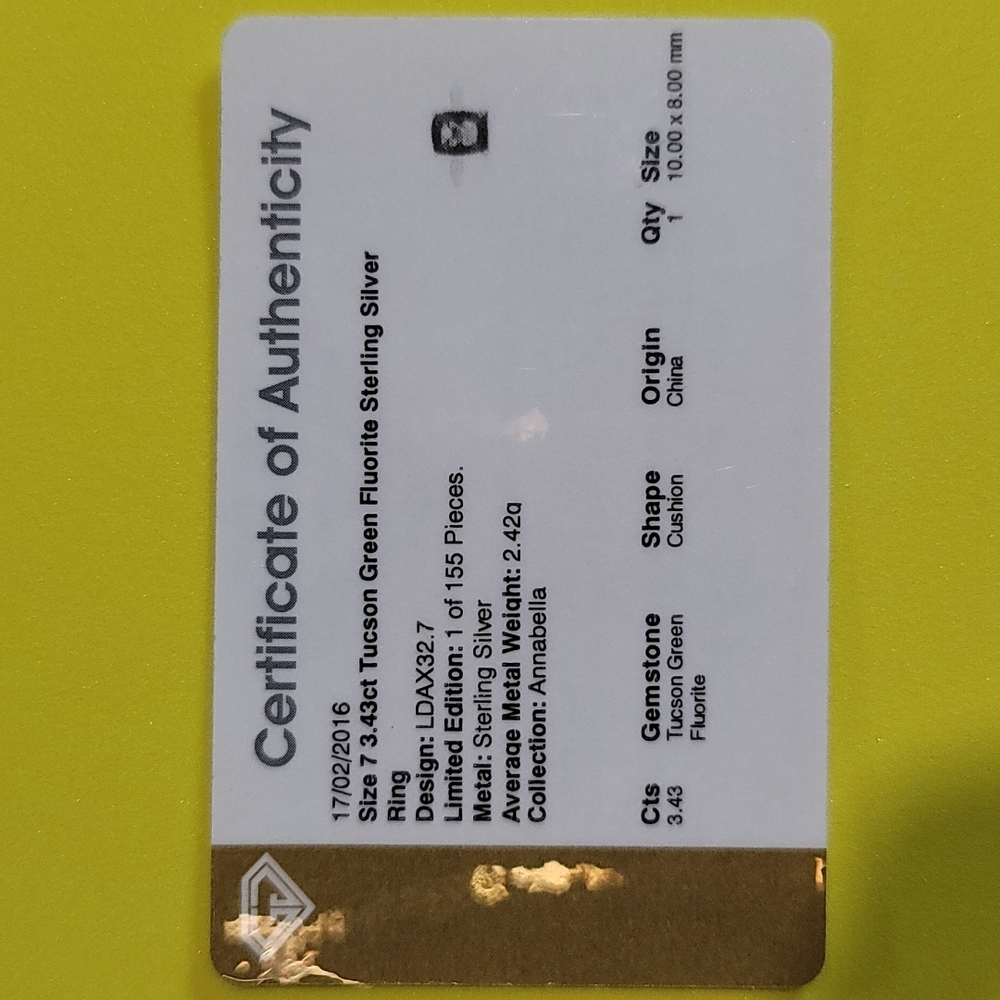 Certificate of Authenticity
17/02/2016
Size 7 3.43ct Tucson Green Fluorite Sterling Silver
Ring
Design: LDAX32.7
Limited Edition: 1 of 155 Pieces.
Metal: Sterling Silver
Average Metal Weight: 2.42g
Collection: Annabella
Cts Gemstone Shape Origin Qty Size
3.43 Tucson Green Cushion China 1 10.00 x 8.00 mm
Fluorite